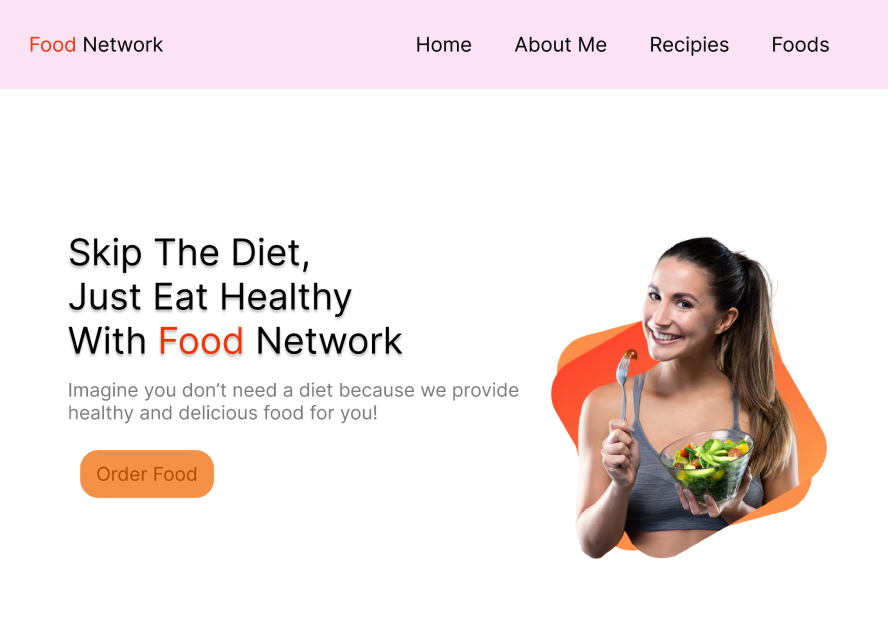 Food Network
Home
About Me
Recipies
Foods
Skip The Diet,
Just Eat Healthy
With Food Network
Imagine you don’t need a diet because we provide
healthy and delicious food for you!
Order Food